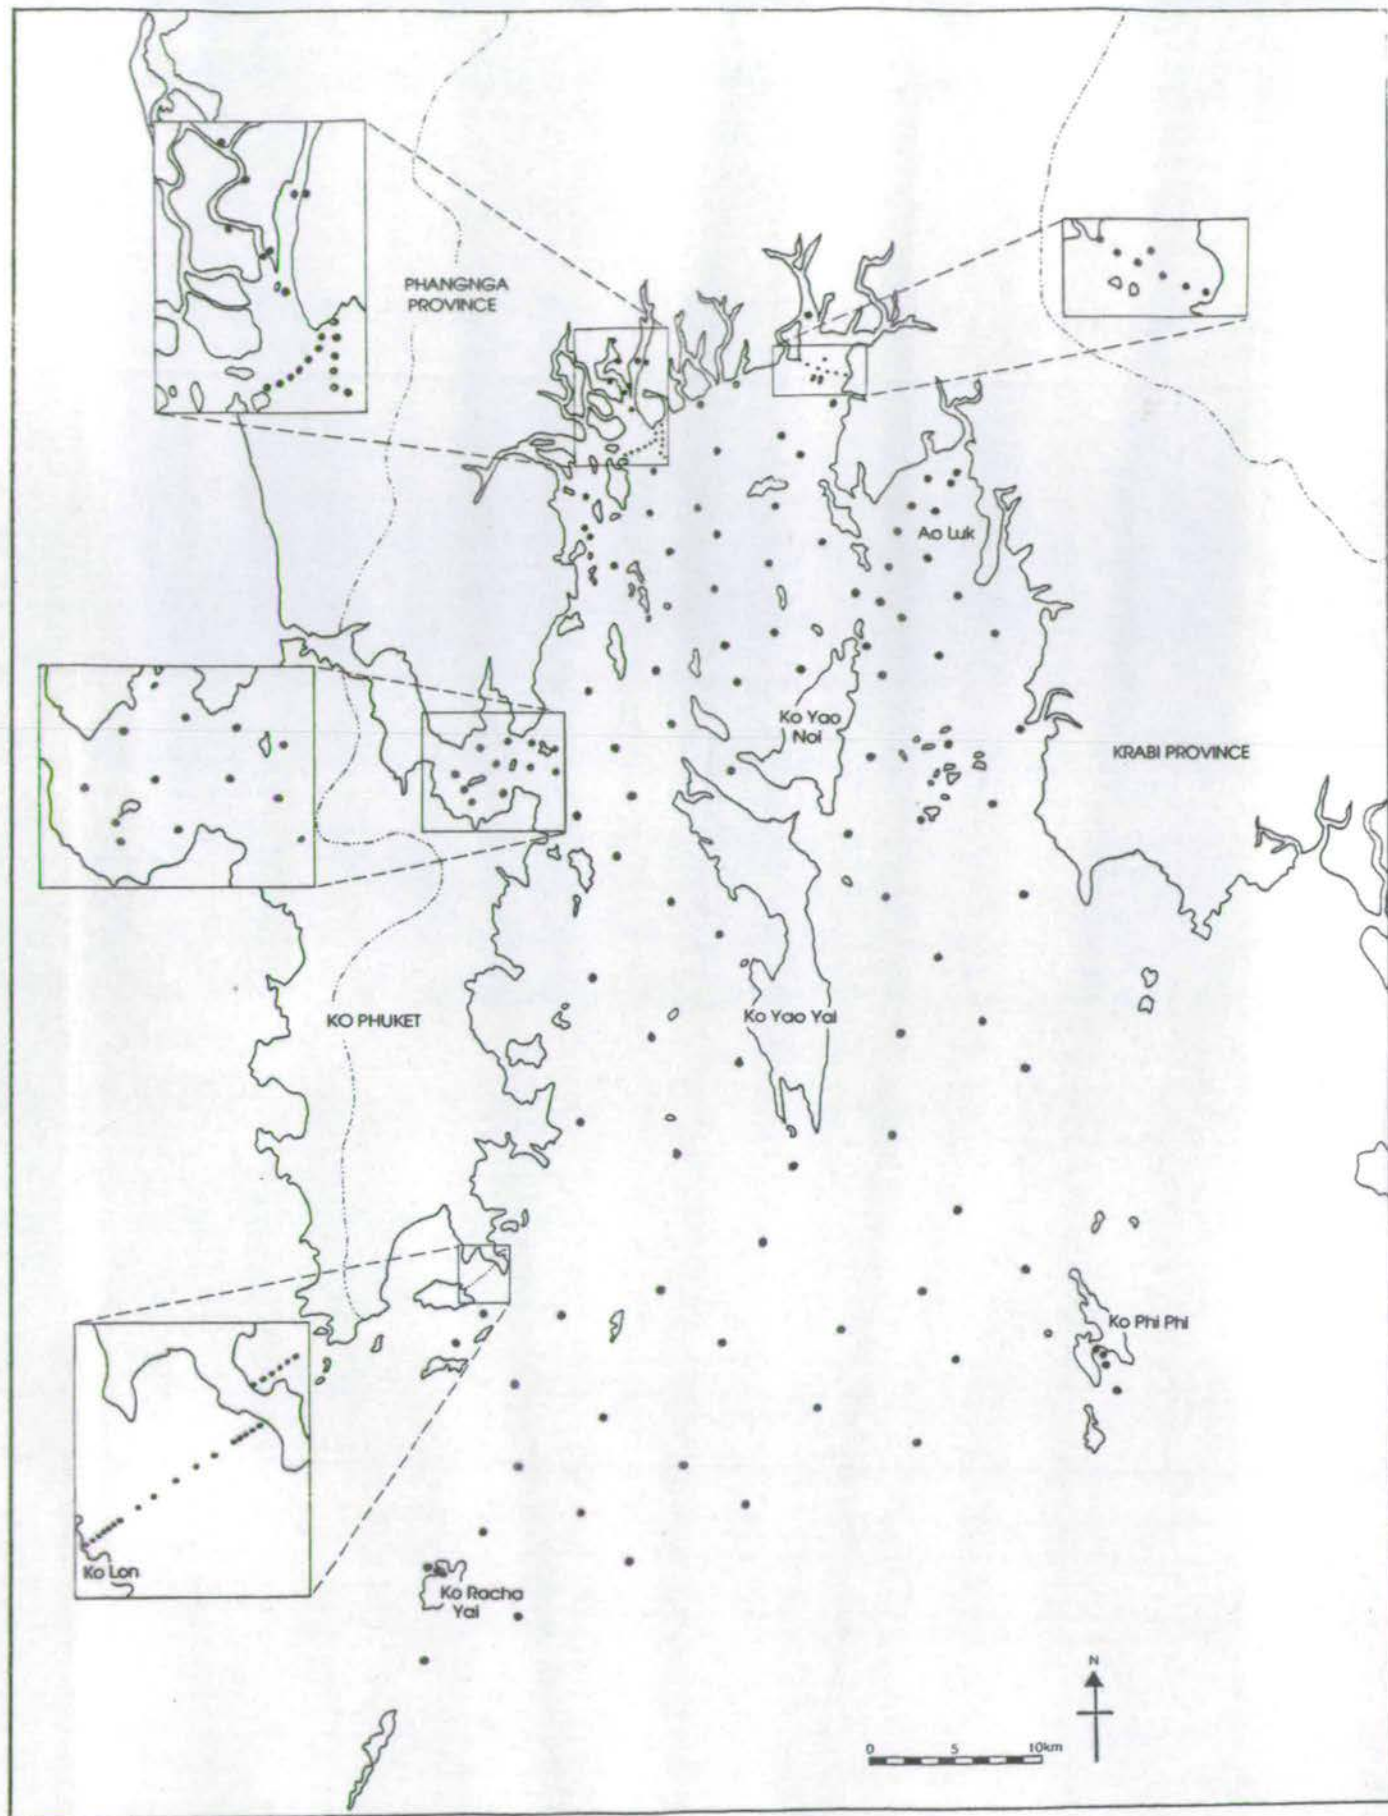 PHANGNGA
PROVINCE
Ao Luk
Ko Yao
Noi
KRABI PROVINCE
KO PHUKET
Ko Yao Yai
Ko Phi Phi
Ko Lon
Ko Racha
Yai
N
0 5 10km